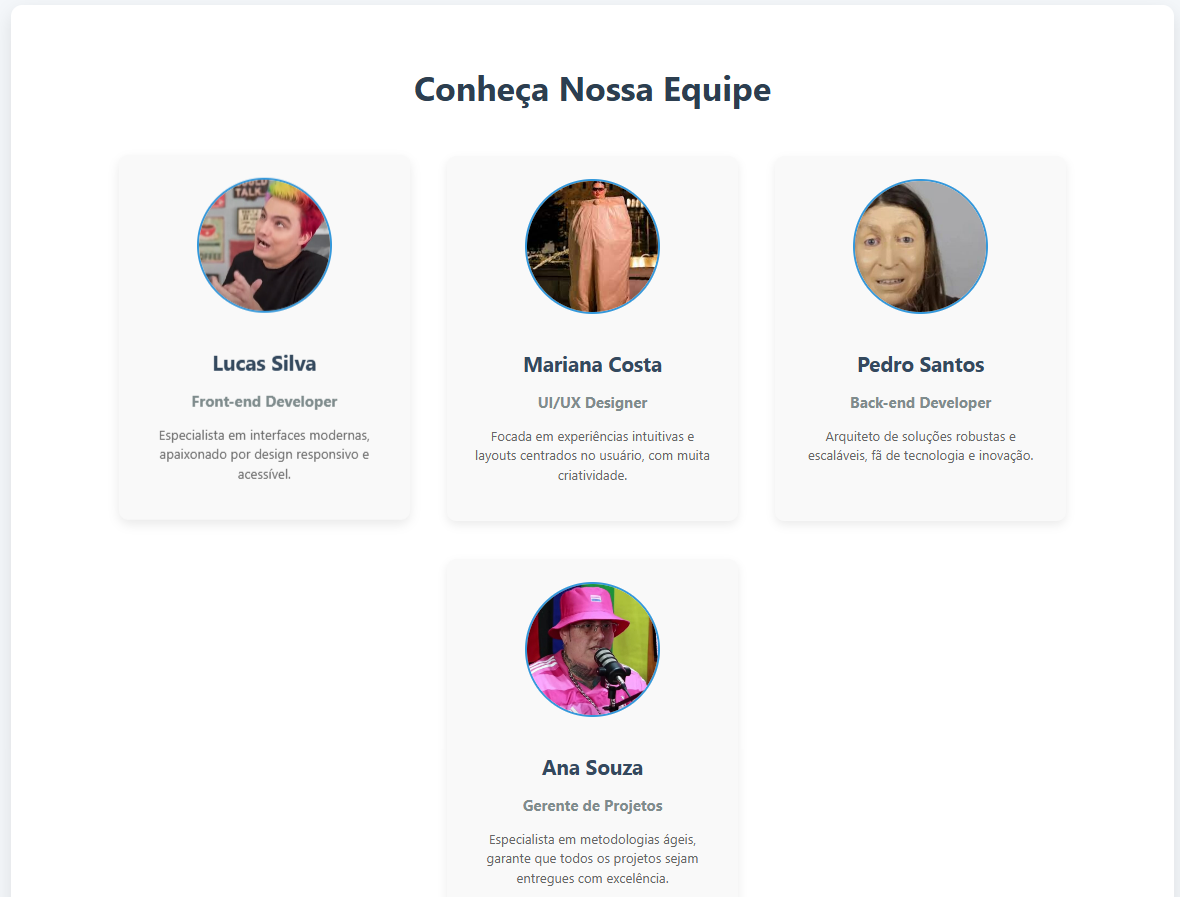 Conheça Nossa Equipe
TALK
OFFEE
Lucas Silva
Front-end Developer
Especialista em interfaces modernas,
apaixonado por design responsivo e
acessível.
Mariana Costa
UI/UX Designer
Focada em experiências intuitivas e
layouts centrados no usuário, com muita
criatividade.
Pedro Santos
Back-end Developer
Arquiteto de soluções robustas e
escaláveis, fã de tecnologia e inovação.
Ana Souza
Gerente de Projetos
Especialista em metodologias ágeis,
garante que todos os projetos sejam
entregues com excelência.